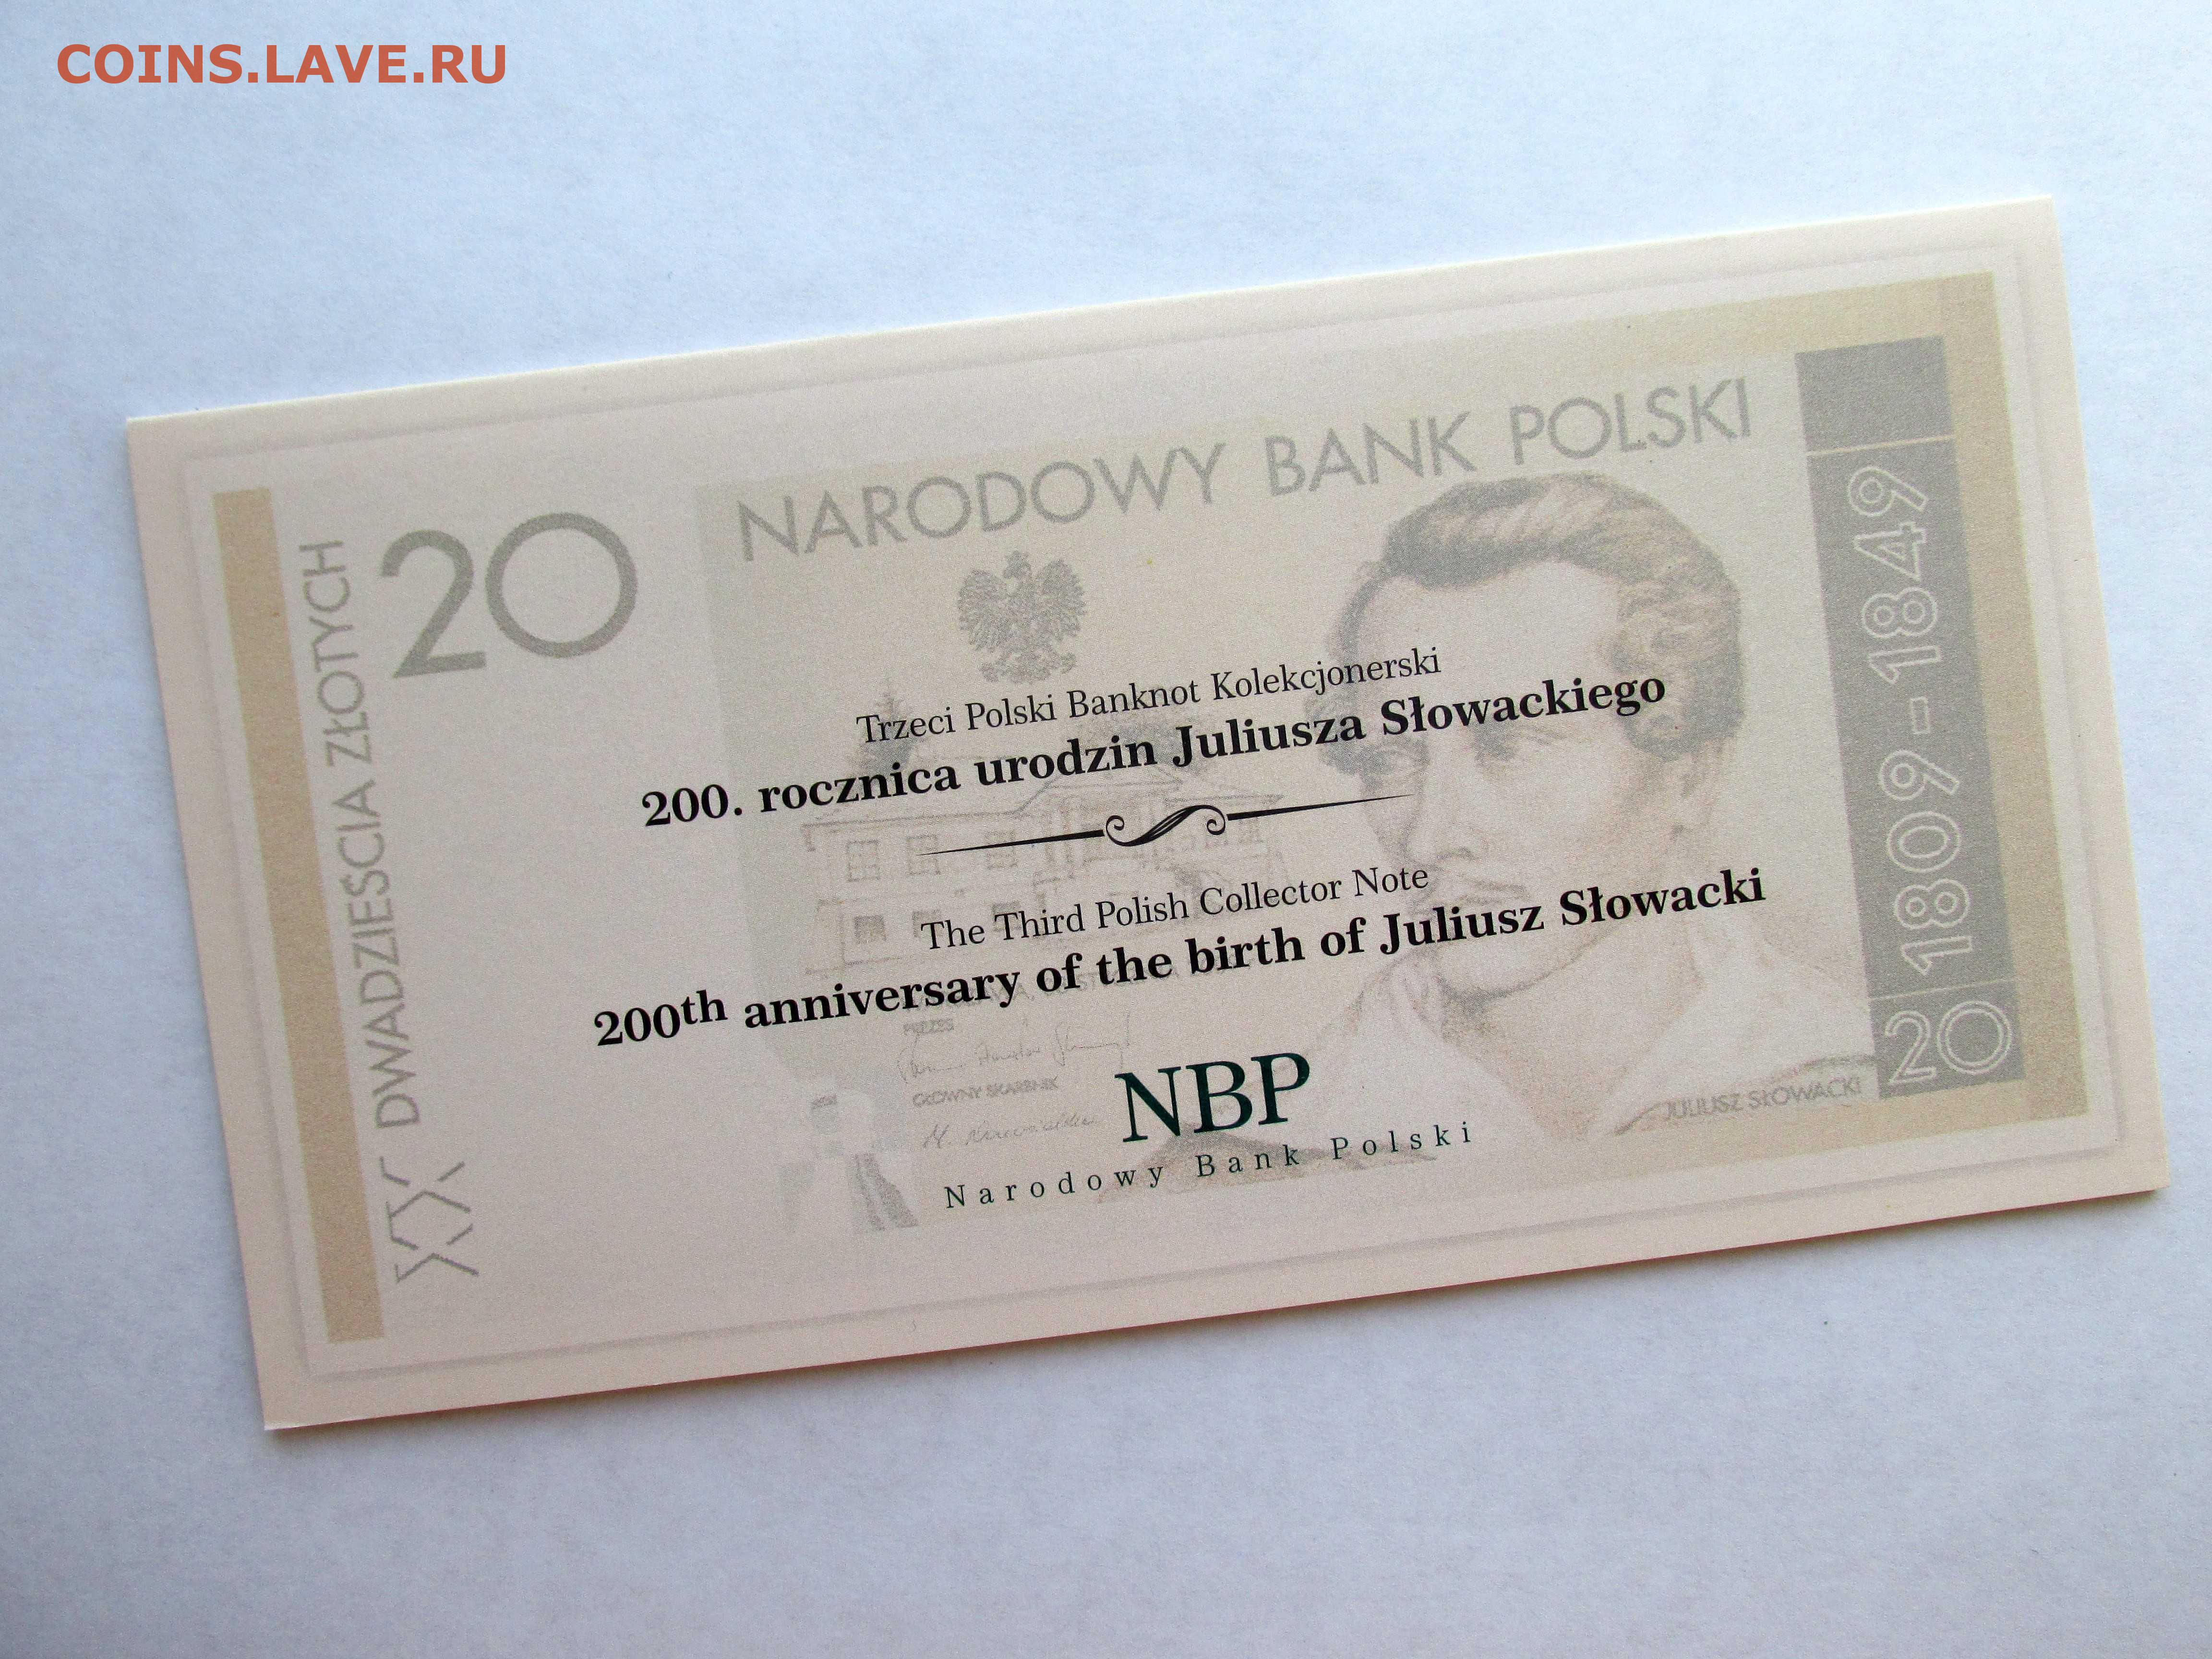 COINS.LAVE.RU
20
DWADZIEŚCIA ZŁOTYCH
XX
NARODOWY BANK POLSKI
1809 - 1849
Trzeci Polski Banknot Kolekcjonerski
200. rocznica urodzin Juliusza Słowackiego
The Third Polish Collector Note
200th anniversary of the birth of Juliusz Słowacki
PREZES
GŁÓWNY SKARBNIK
NBP
Narodowy Bank Polski
JULIUSZ SŁOWACKI
20